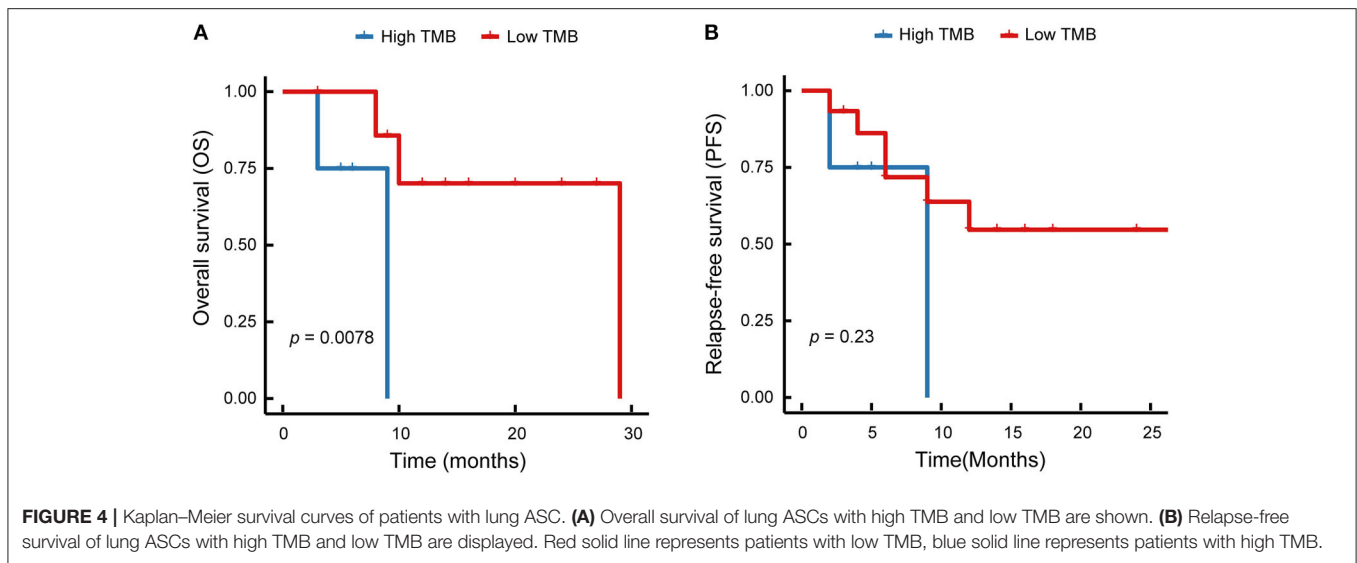 A
High TMB Low TMB
Overall survival (OS)
1.00
0.75
0.50
0.25
0.00
p = 0.0078
0 10 20 30
Time (months)
B
High TMB Low TMB
Relapse-free survival (PFS)
1.00
0.75
0.50
0.25
0.00
p = 0.23
0 5 10 15 20 25
Time(Months)
FIGURE 4 | Kaplan–Meier survival curves of patients with lung ASC. (A) Overall survival of lung ASCs with high TMB and low TMB are shown. (B) Relapse-free
survival of lung ASCs with high TMB and low TMB are displayed. Red solid line represents patients with low TMB, blue solid line represents patients with high TMB.